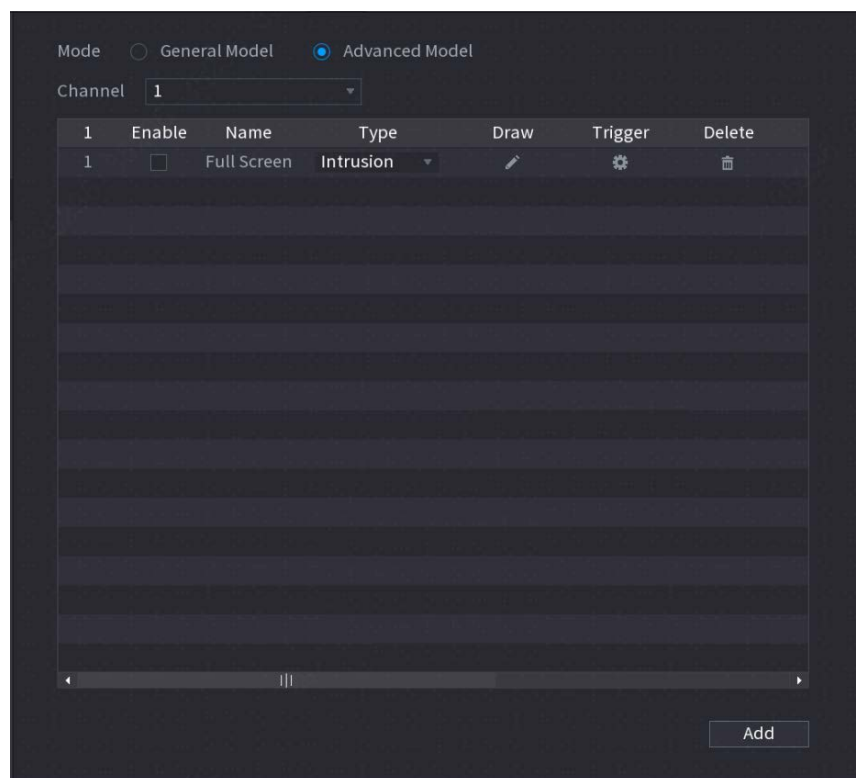 Mode General Model Advanced Model
Channel 1
1 Enable Name Type Draw Trigger Delete
1 Full Screen Intrusion
Add